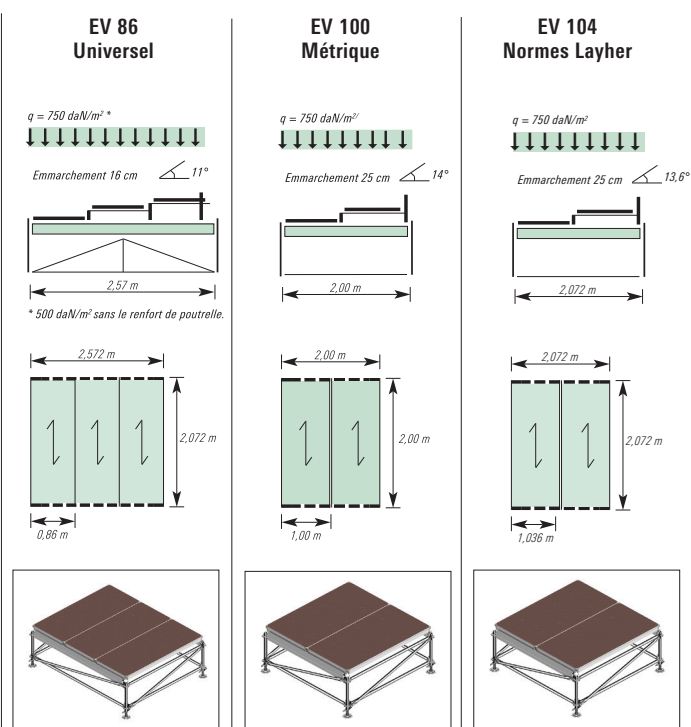 EV 86
Universel
q = 750 daN/m² *
Emmarchement 16 cm
11°
2,57 m
* 500 daN/m² sans le renfort de poutrelle.
2,572 m
2,072 m
0,86 m
EV 100
Métrique
q = 750 daN/m²/
Emmarchement 25 cm
14°
2,00 m
2,00 m
2,00 m
1,00 m
EV 104
Normes Layher
q = 750 daN/m²
Emmarchement 25 cm
13,6°
2,072 m
2,072 m
2,072 m
1,036 m